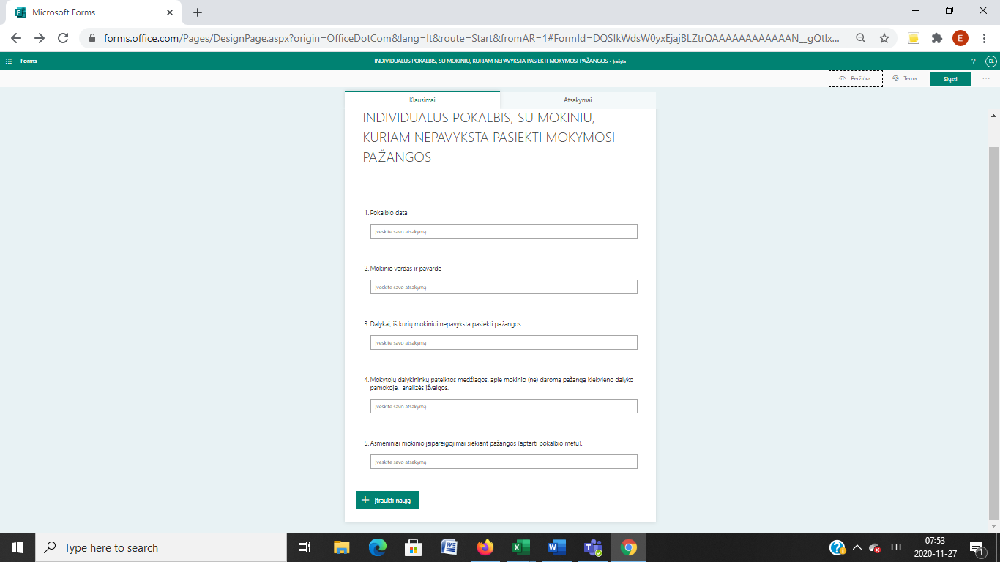 Microsoft Forms
forms.office.com/Pages/DesignPage.aspx?origin=OfficeDotCom&lang=lt&route=Start&fromAR=1#FormId=DQSIkWdsW0yxEjajBLZtrQAAAAAAAAAAAAN__gQtIx...
E
Forms
INDIVIDUALUS POKALBIS, SU MOKINIU, KURIAM NEPAVYKSTA PASIEKTI MOKYMOSI PAŽANGOS - Įrašyta
? EL
Peržiūra Tema Siųsti ...
Klausimai Atsakymai
INDIVIDUALUS POKALBIS, SU MOKINIU,
KURIAM NEPAVYKSTA PASIEKTI MOKYMOSI
PAŽANGOS
1. Pokalbio data
Įveskite savo atsakymą
2. Mokinio vardas ir pavardė
Įveskite savo atsakymą
3. Dalykai, iš kurių mokiniui nepavyksta pasiekti pažangos
Įveskite savo atsakymą
4. Mokytojų dalykininkų pateiktos medžiagos, apie mokinio (ne) daromą pažangą kiekvieno dalyko
pamokoje, analizės įžvalgos.
Įveskite savo atsakymą
5. Asmeniniai mokinio įsipareigojimai siekiant pažangos (aptarti pokalbio metu).
Įveskite savo atsakymą
+ Įtraukti naują
Type here to search
LIT
07:53
2020-11-27
1